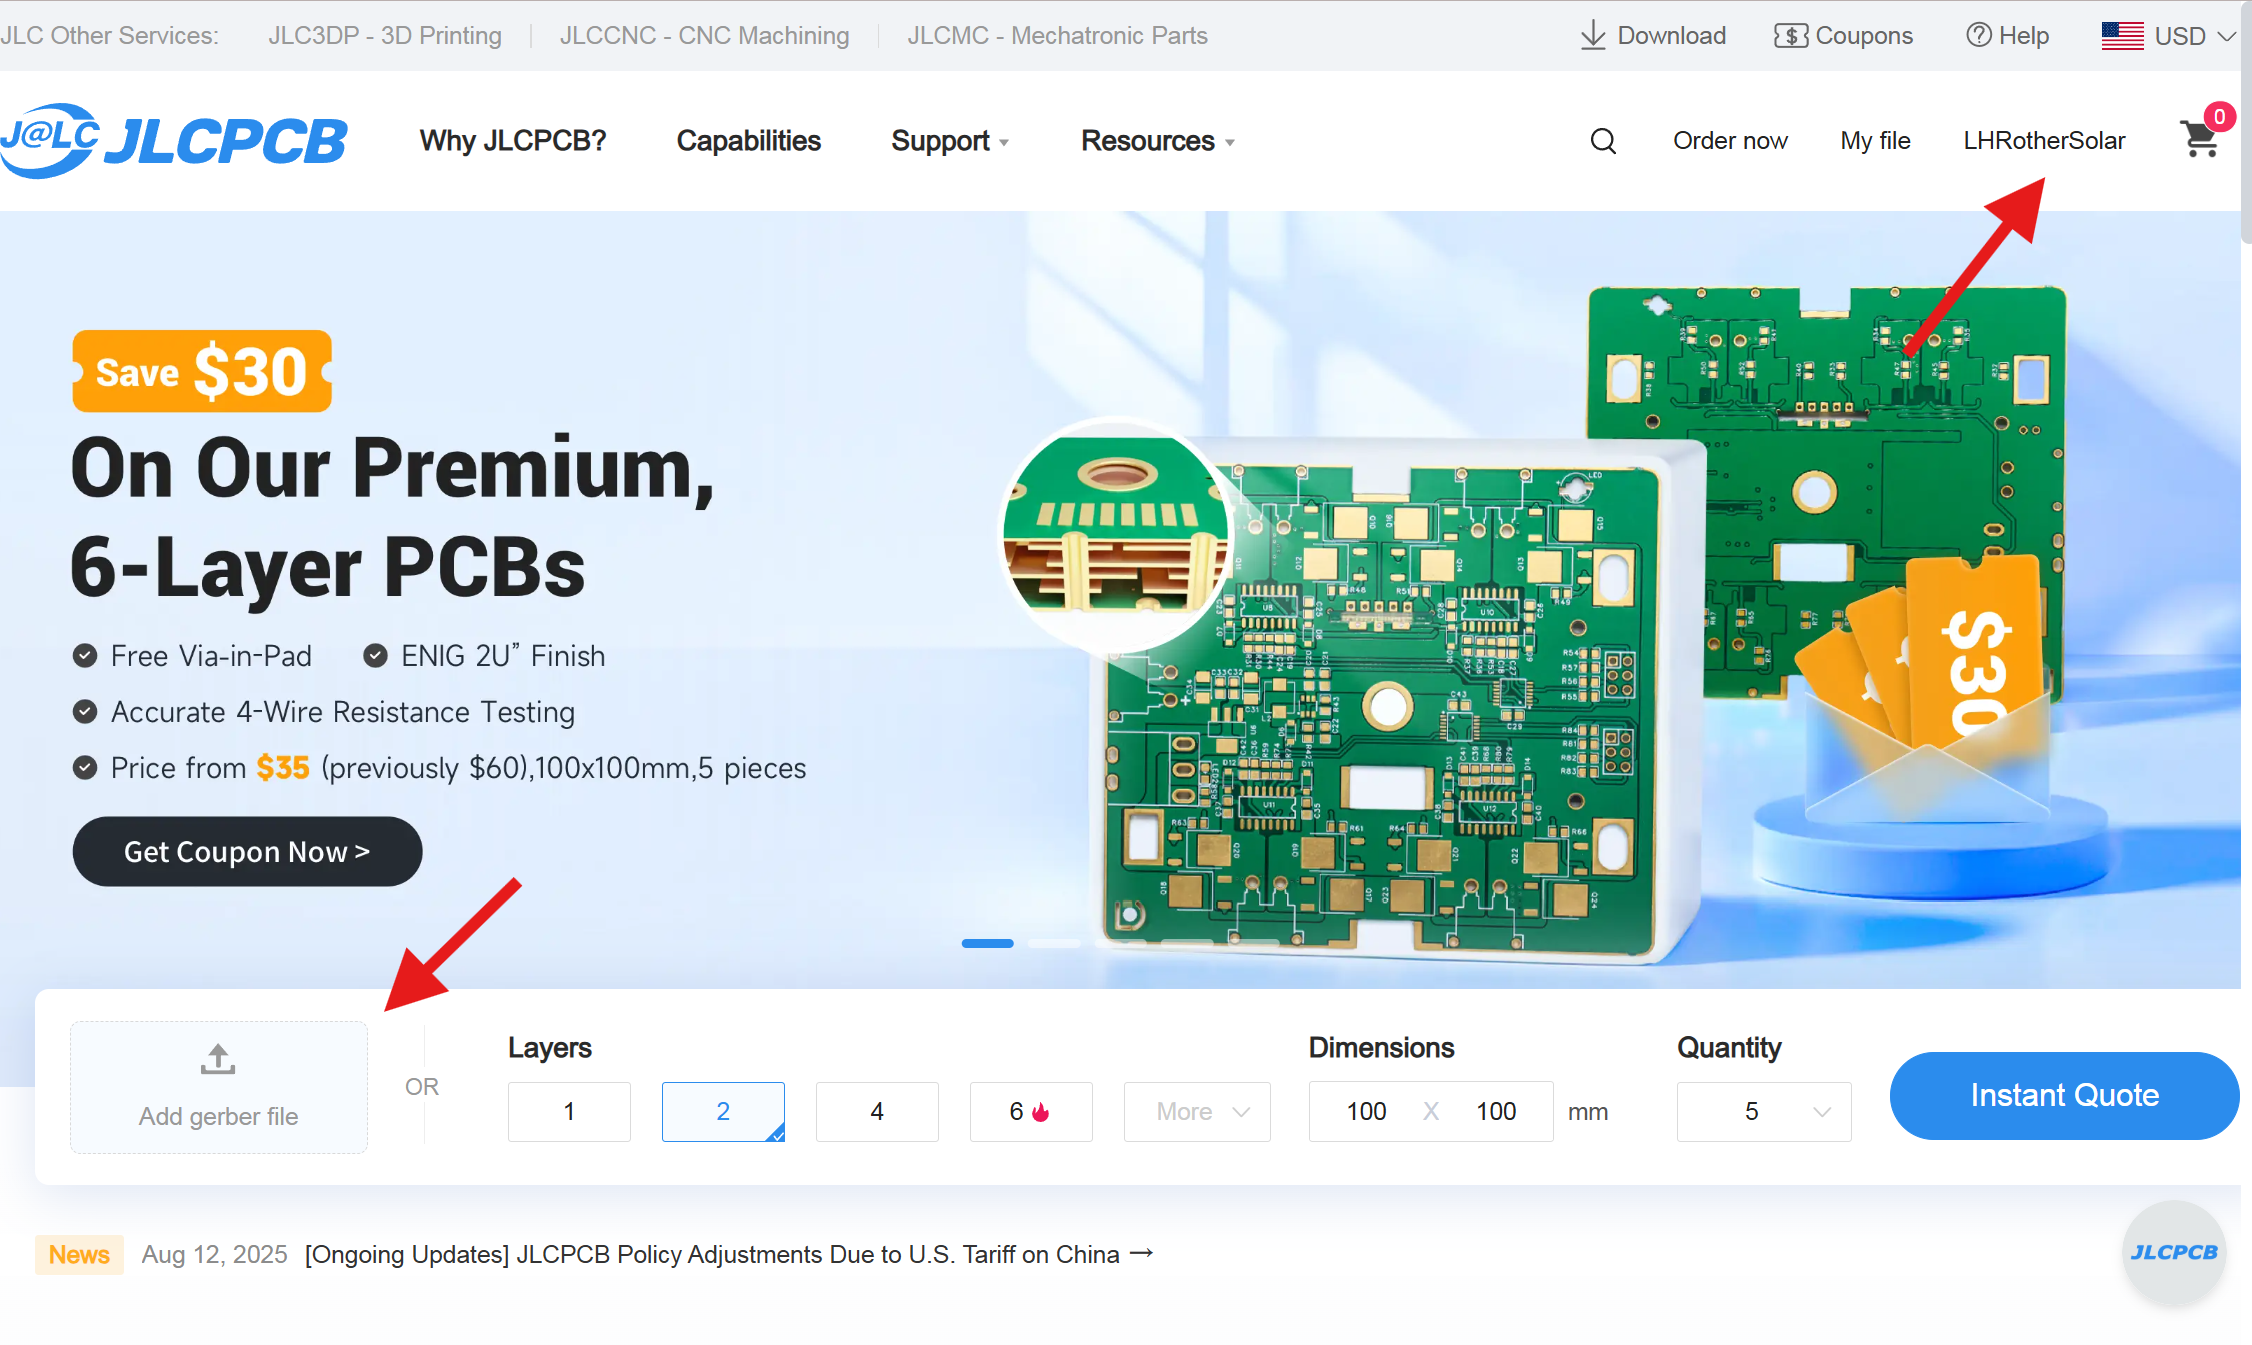 JLC Other Services: JLC3DP - 3D Printing JLCCNC - CNC Machining JLCMC - Mechatronic Parts Download Coupons Help USD
J@LC JLCPCB Why JLCPCB? Capabilities Support Resources Order now My file LHRotherSolar 0
Save $30
On Our Premium,
6-Layer PCBs
Free Via-in-Pad ENIG 2U” Finish
Accurate 4-Wire Resistance Testing
Price from $35 (previously $60),100x100mm,5 pieces
Get Coupon Now >
$30
Layers Dimensions Quantity
Add gerber file OR 1 2 4 6 More 100 X 100 mm 5 Instant Quote
News Aug 12, 2025 [Ongoing Updates] JLCPCB Policy Adjustments Due to U.S. Tariff on China →
JLCPCB